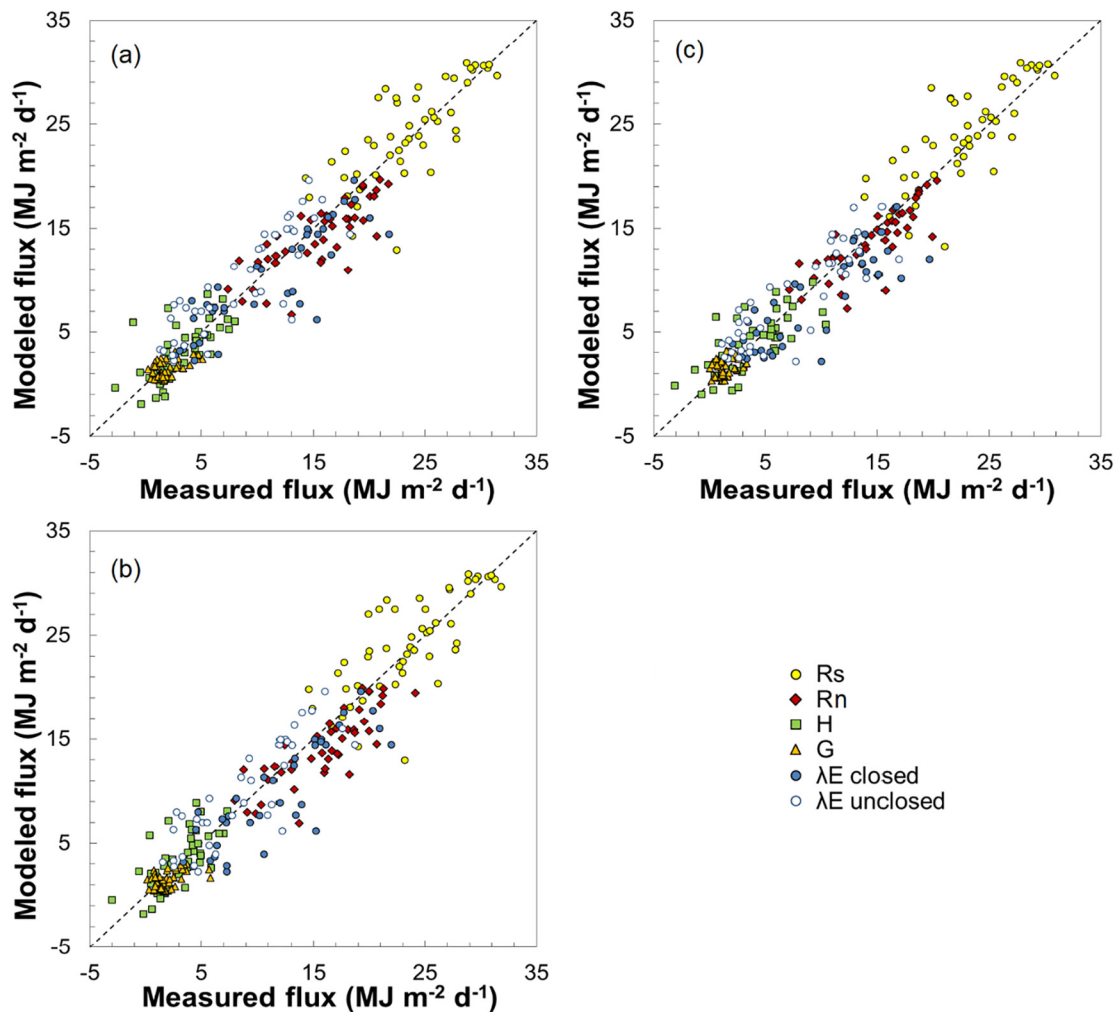 (a)
35
25
15
5
-5
-5 5 15 25 35
Modeled flux (MJ m⁻² d⁻¹)
Measured flux (MJ m⁻² d⁻¹)
(c)
35
25
15
5
-5
-5 5 15 25 35
Modeled flux (MJ m⁻² d⁻¹)
Measured flux (MJ m⁻² d⁻¹)
(b)
35
25
15
5
-5
-5 5 15 25 35
Modeled flux (MJ m⁻² d⁻¹)
Measured flux (MJ m⁻² d⁻¹)
Rs
Rn
H
G
λE closed
λE unclosed